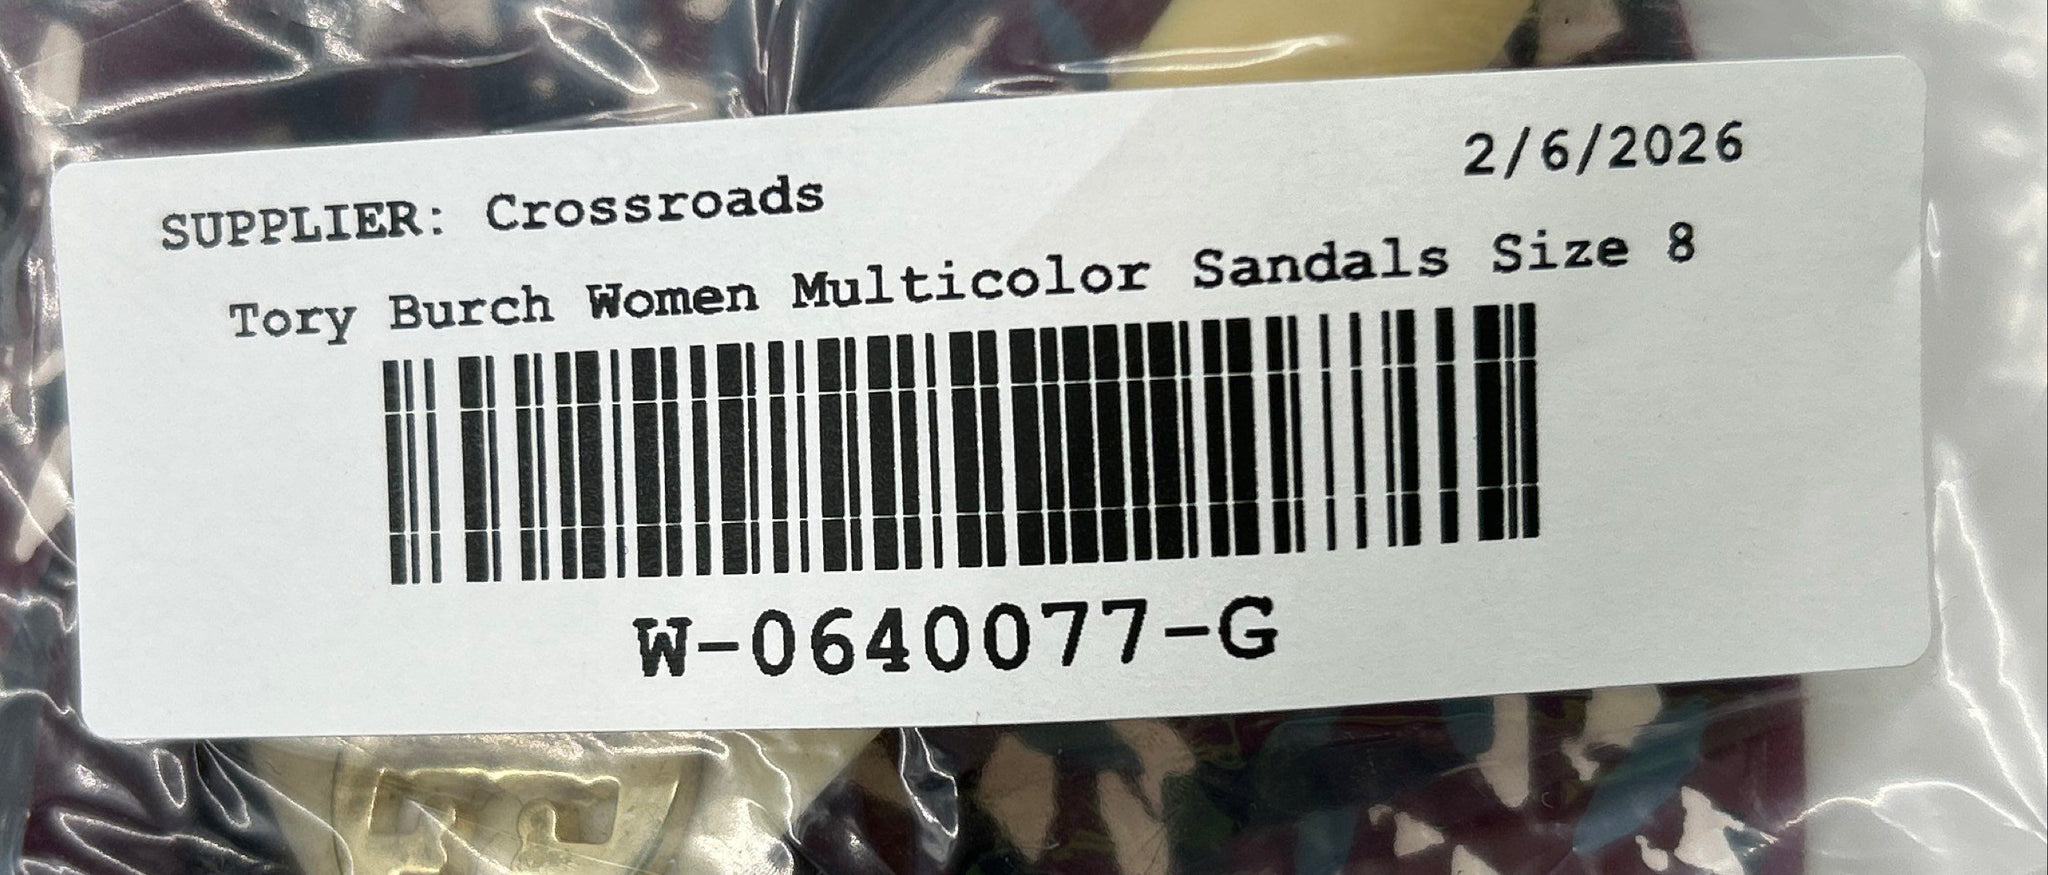 2/6/2026
SUPPLIER: Crossroads
Tory Burch Women Multicolor Sandals Size 8
W-0640077-G